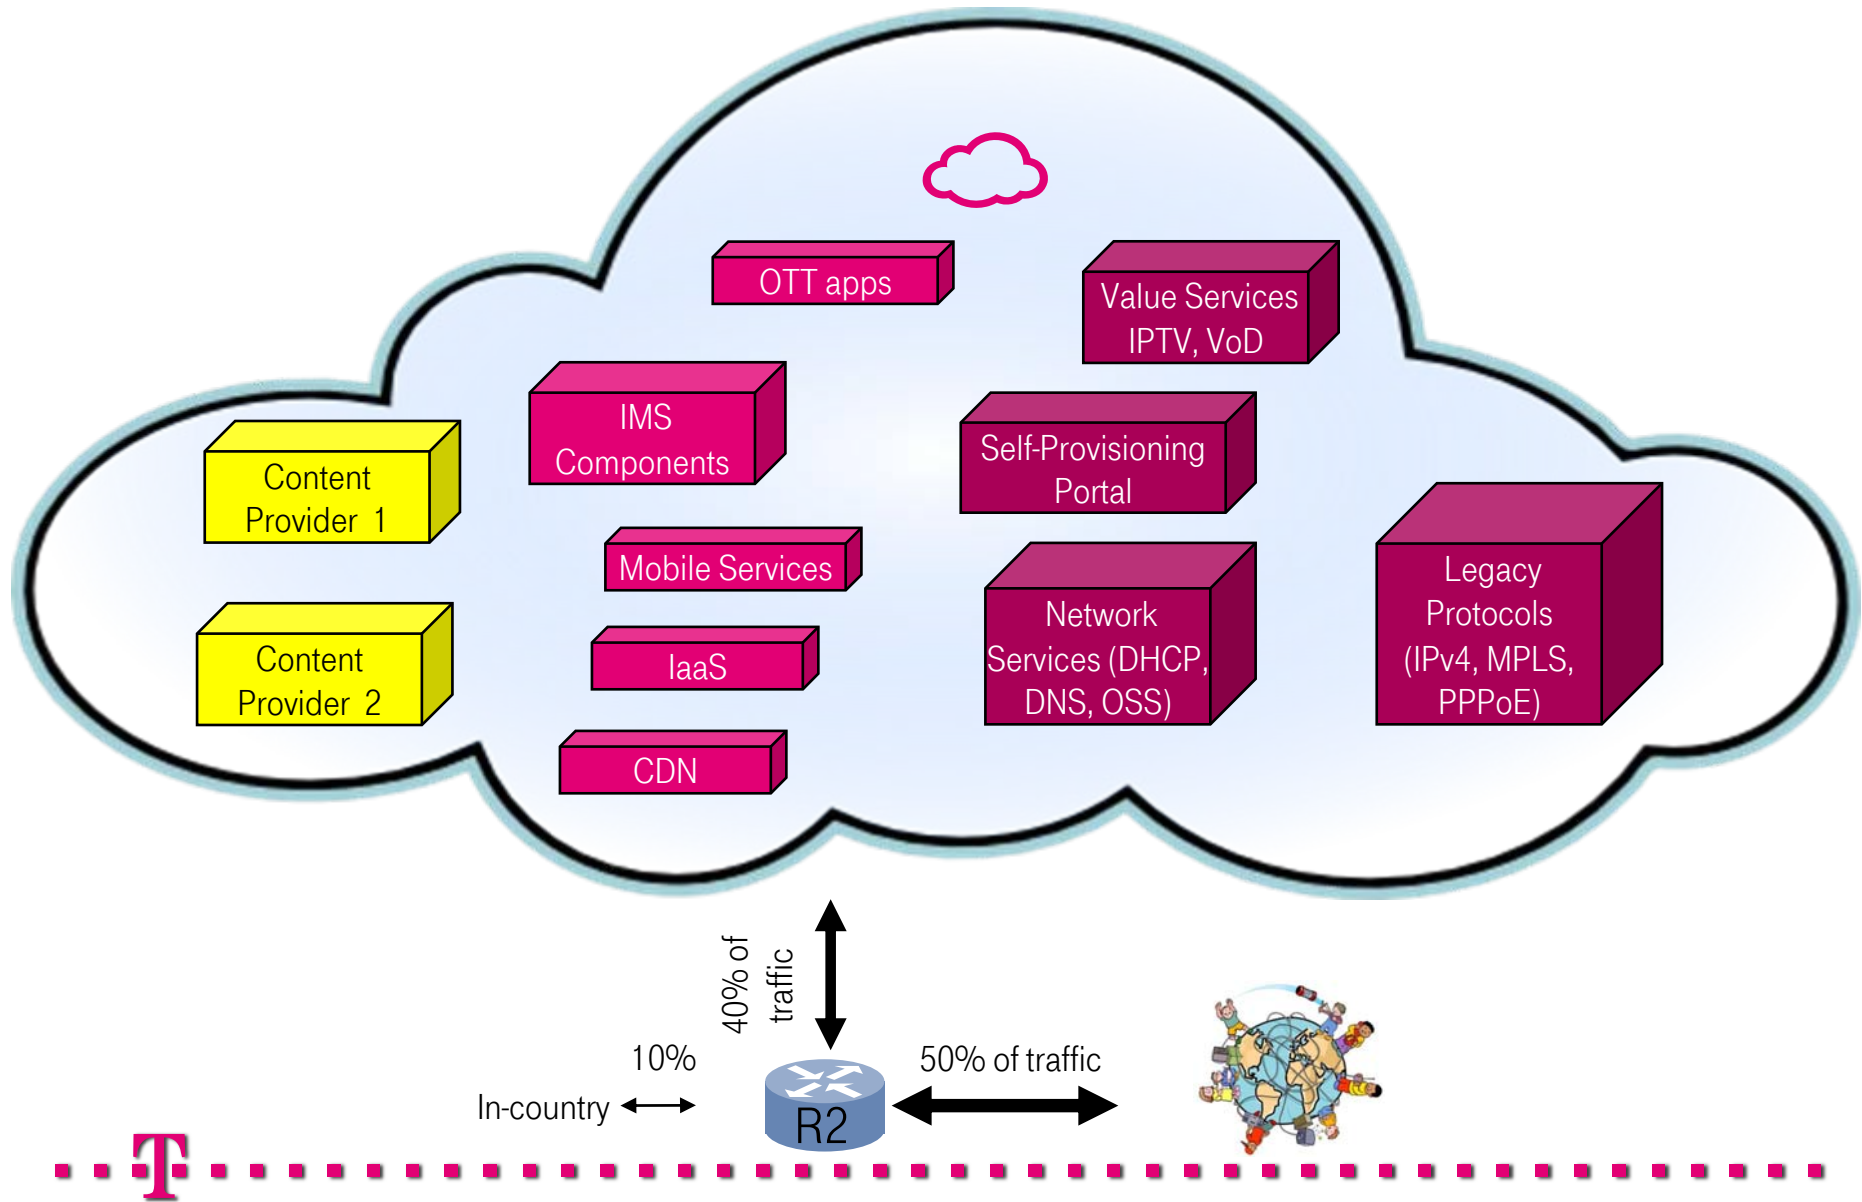 OTT apps
Value Services
IPTV, VoD
IMS
Components
Self-Provisioning
Portal
Content
Provider 1
Mobile Services
Legacy
Protocols
(IPv4, MPLS,
PPPoE)
Network
Services (DHCP,
DNS, OSS)
Content
Provider 2
IaaS
CDN
40% of
traffic
10%
50% of traffic
In-country
R2
T